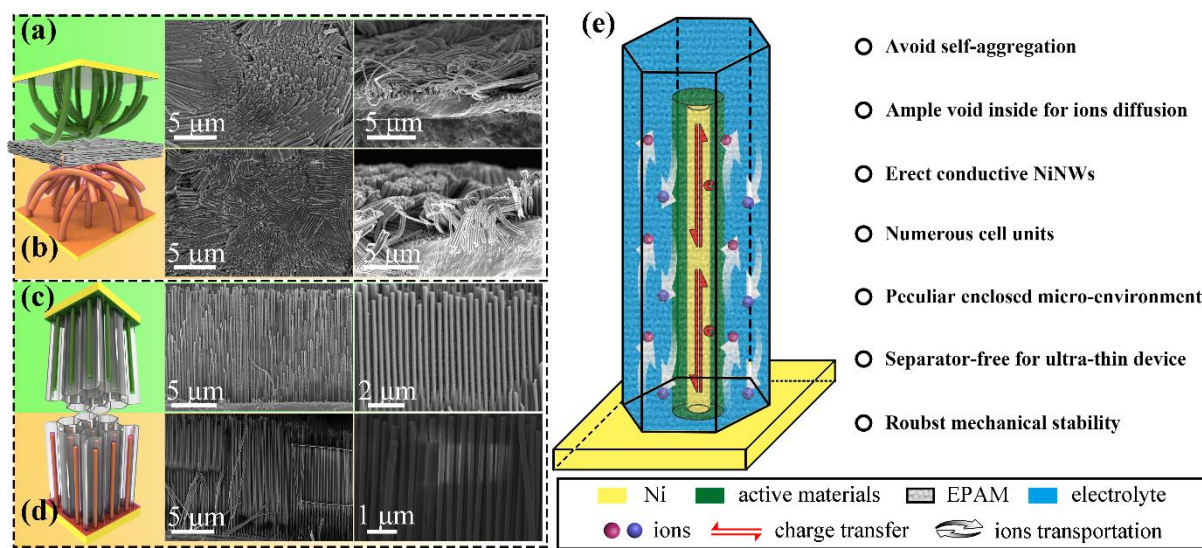 (a)
5 μm
5 μm
(b)
5 μm
5 μm
(c)
5 μm
2 μm
(d)
5 μm
1 μm
(e)
e
e
Avoid self-aggregation
Ample void inside for ions diffusion
Erect conductive NiNWs
Numerous cell units
Peculiar enclosed micro-environment
Separator-free for ultra-thin device
Roubst mechanical stability
Ni active materials EPAM electrolyte
ions charge transfer ions transportation